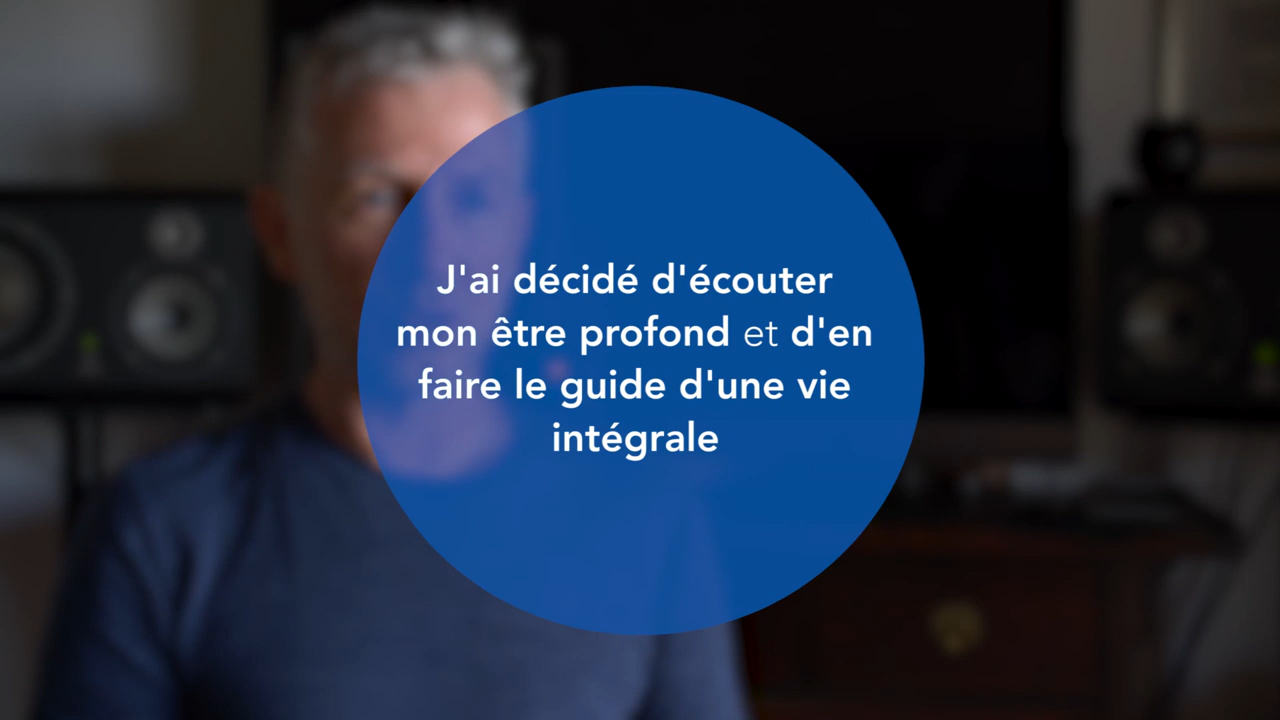 J'ai décidé d'écouter
mon être profond et d'en
faire le guide d'une vie
intégrale